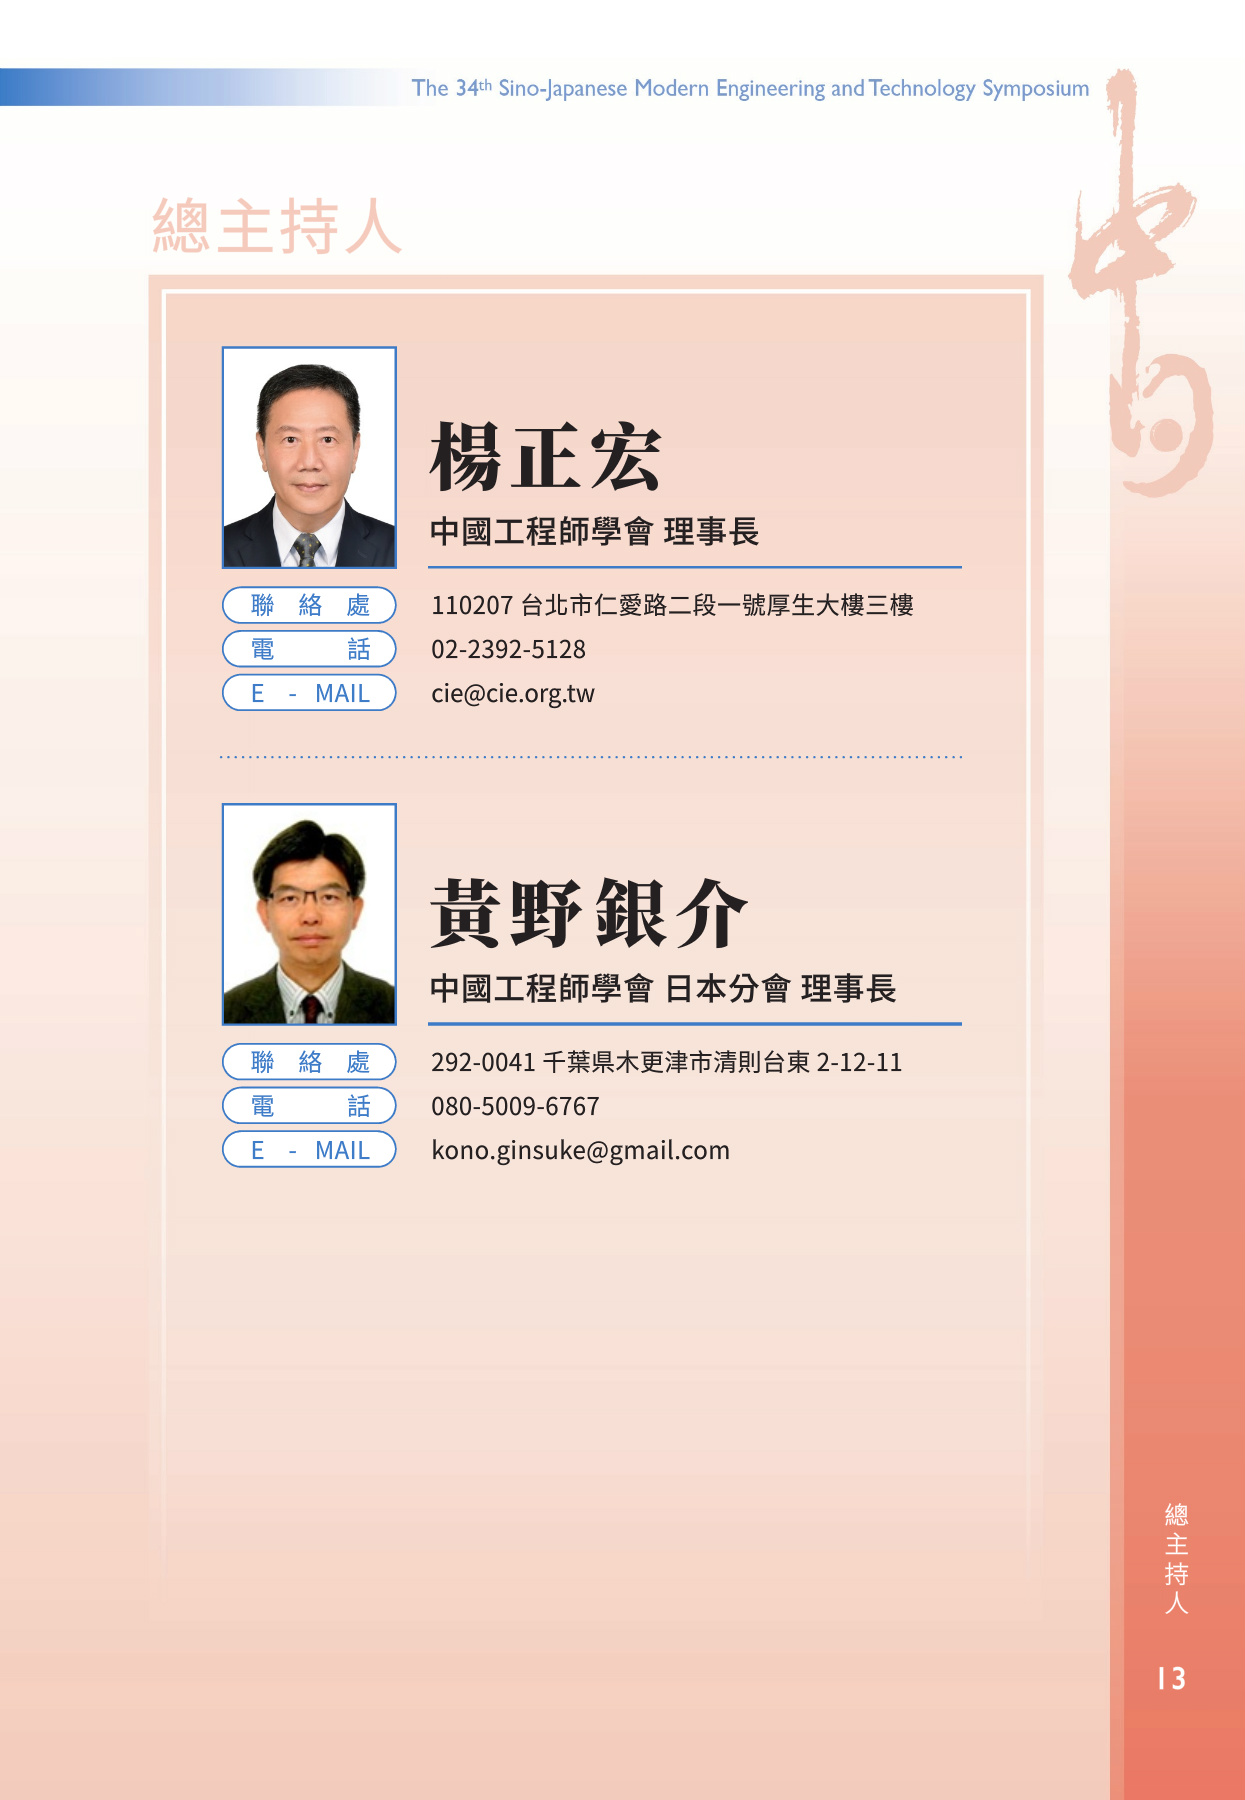 The 34th Sino-Japanese Modern Engineering and Technology Symposium
中日
總主持人
楊正宏
中國工程師學會 理事長
聯絡處 110207 台北市仁愛路二段一號厚生大樓三樓
電話 02-2392-5128
E-MAIL cie@cie.org.tw
黃野銀介
中國工程師學會 日本分會 理事長
聯絡處 292-0041 千葉県木更津市清則台東 2-12-11
電話 080-5009-6767
E-MAIL kono.ginsuke@gmail.com
總主持人
13